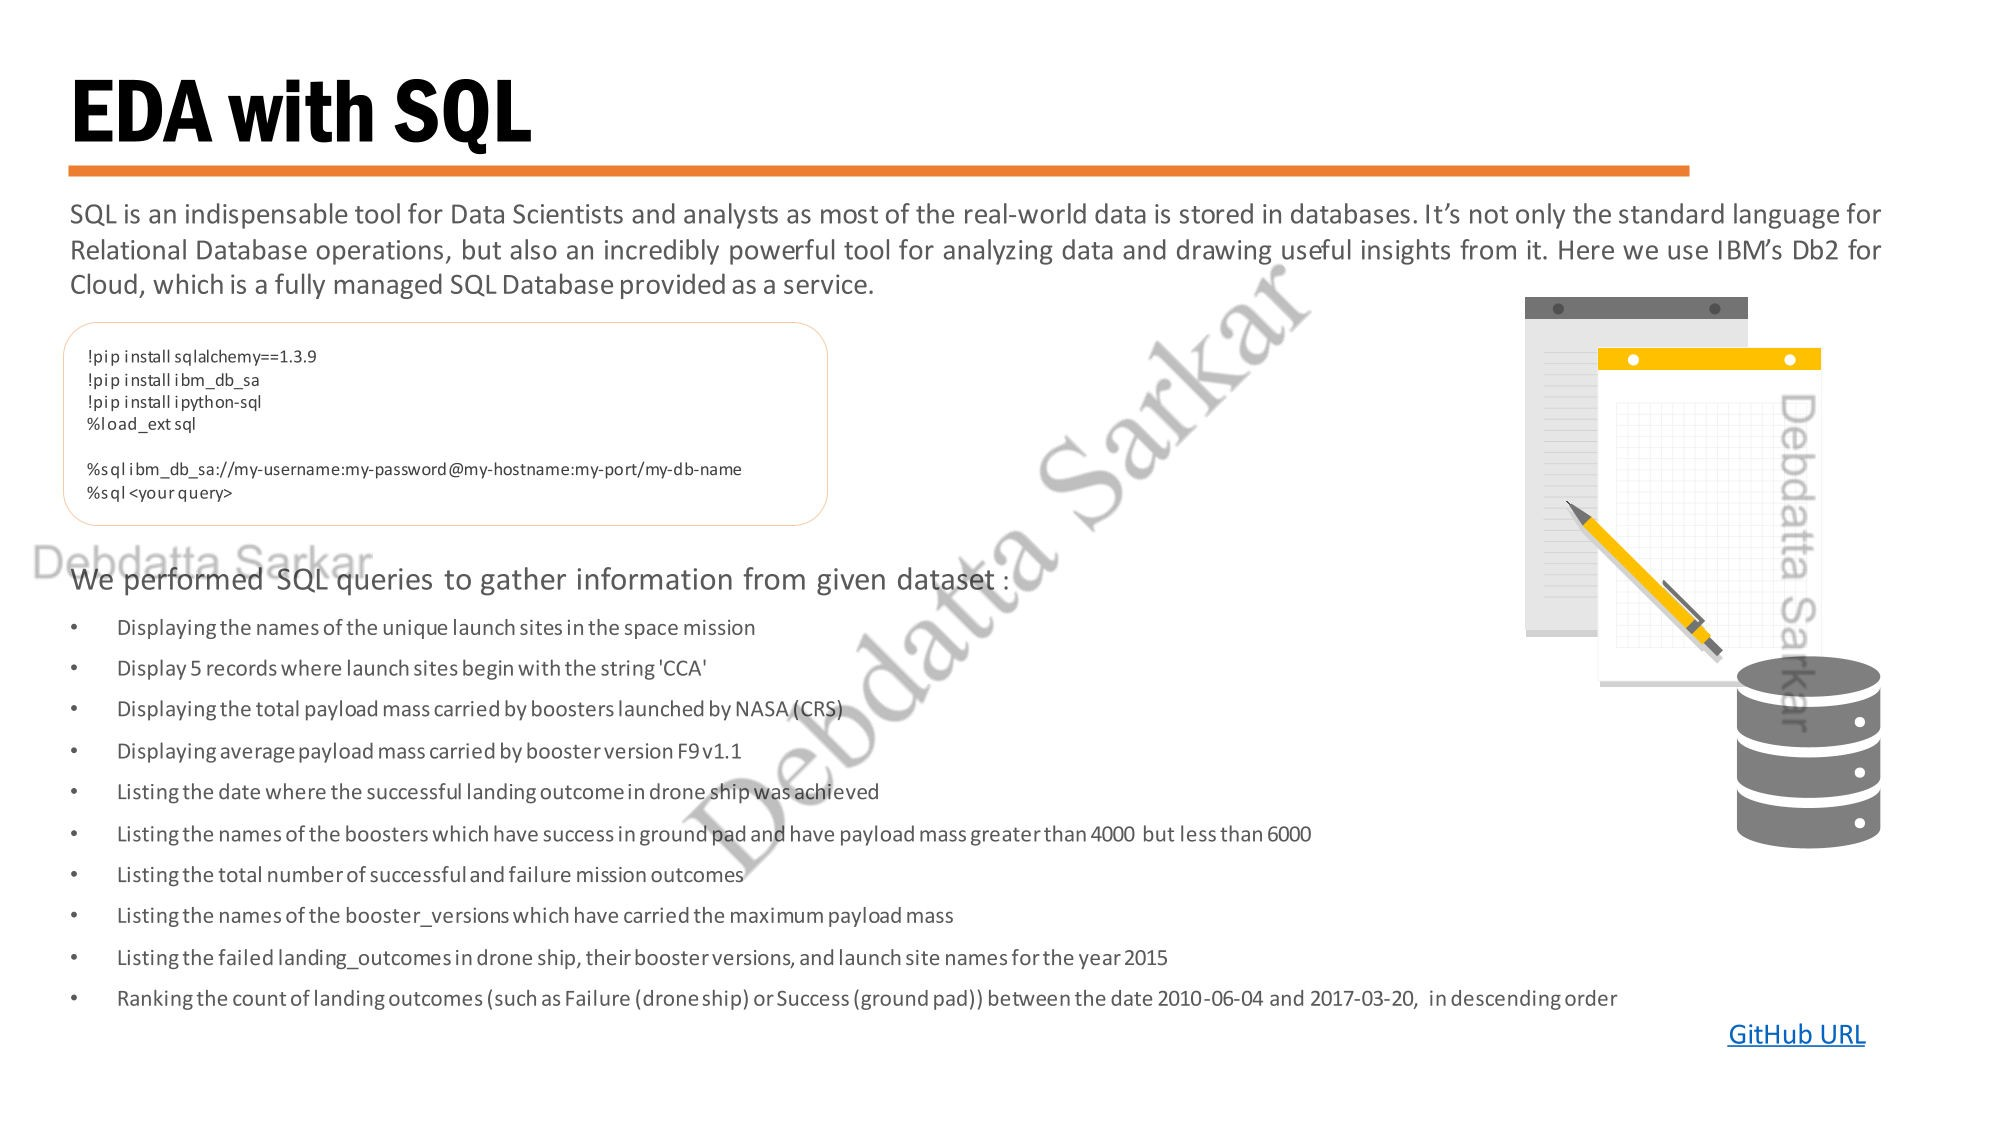 EDA with SQL
SQL is an indispensable tool for Data Scientists and analysts as most of the real-world data is stored in databases. It’s not only the standard language for
Relational Database operations, but also an incredibly powerful tool for analyzing data and drawing useful insights from it. Here we use IBM’s Db2 for
Cloud, which is a fully managed SQL Database provided as a service.
!pip install sqlalchemy==1.3.9
!pip install ibm_db_sa
!pip install ipython-sql
%load_ext sql
%sql ibm_db_sa://my-username:my-password@my-hostname:my-port/my-db-name
%sql <your query>
Debdatta Sarkar
Debdatta Sarkar
Debdatta Sarkar
We performed SQL queries to gather information from given dataset :
• Displaying the names of the unique launch sites in the space mission
• Display 5 records where launch sites begin with the string 'CCA'
• Displaying the total payload mass carried by boosters launched by NASA (CRS)
• Displaying average payload mass carried by booster version F9 v1.1
• Listing the date where the successful landing outcome in drone ship was achieved
• Listing the names of the boosters which have success in ground pad and have payload mass greater than 4000 but less than 6000
• Listing the total number of successful and failure mission outcomes
• Listing the names of the booster_versions which have carried the maximum payload mass
• Listing the failed landing_outcomes in drone ship, their booster versions, and launch site names for the year 2015
• Ranking the count of landing outcomes (such as Failure (drone ship) or Success (ground pad)) between the date 2010-06-04 and 2017-03-20, in descending order
GitHub URL